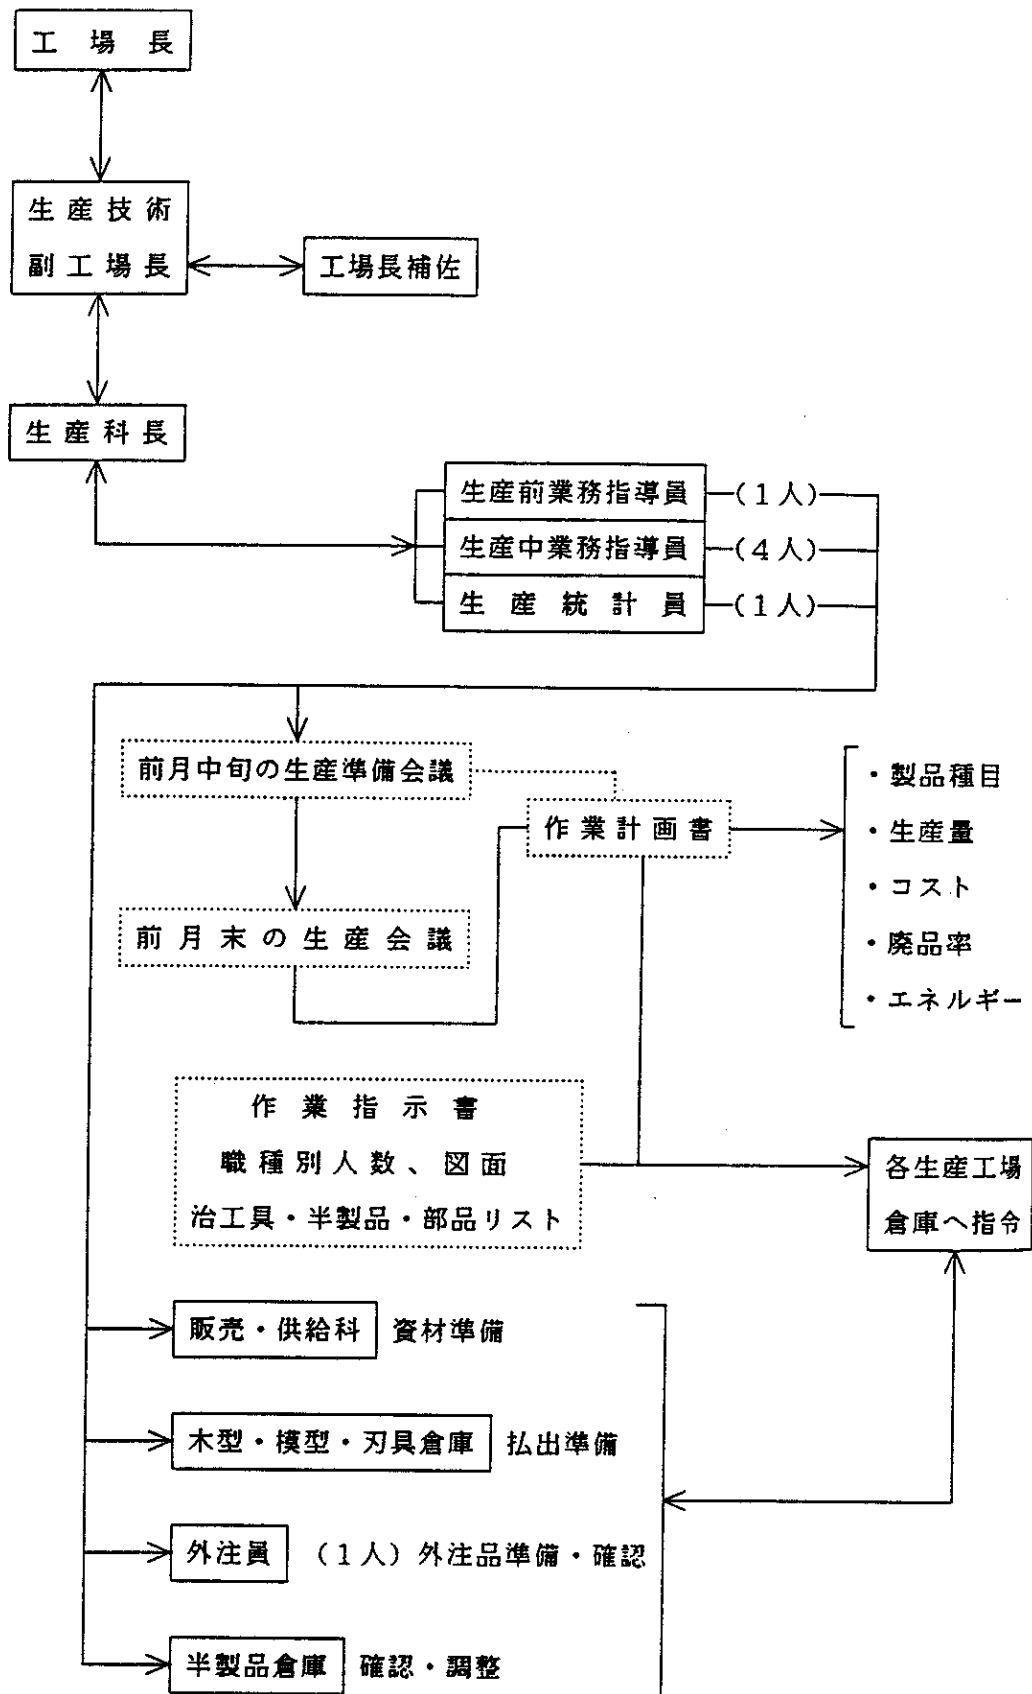 工場長
生産技術
副工場長
工場長補佐
生産科長
生産前業務指導員
(1人)
生産中業務指導員
(4人)
生産統計員
(1人)
前月中旬の生産準備会議
作業計画書
・製品種目
・生産量
・コスト
・廃品率
・エネルギー
前月末の生産会議
作業指示書
職種別人数、図面
治工具・半製品・部品リスト
各生産工場
倉庫へ指令
販売・供給科 資材準備
木型・模型・刃具倉庫 払出準備
外注員 (1人)外注品準備・確認
半製品倉庫 確認・調整